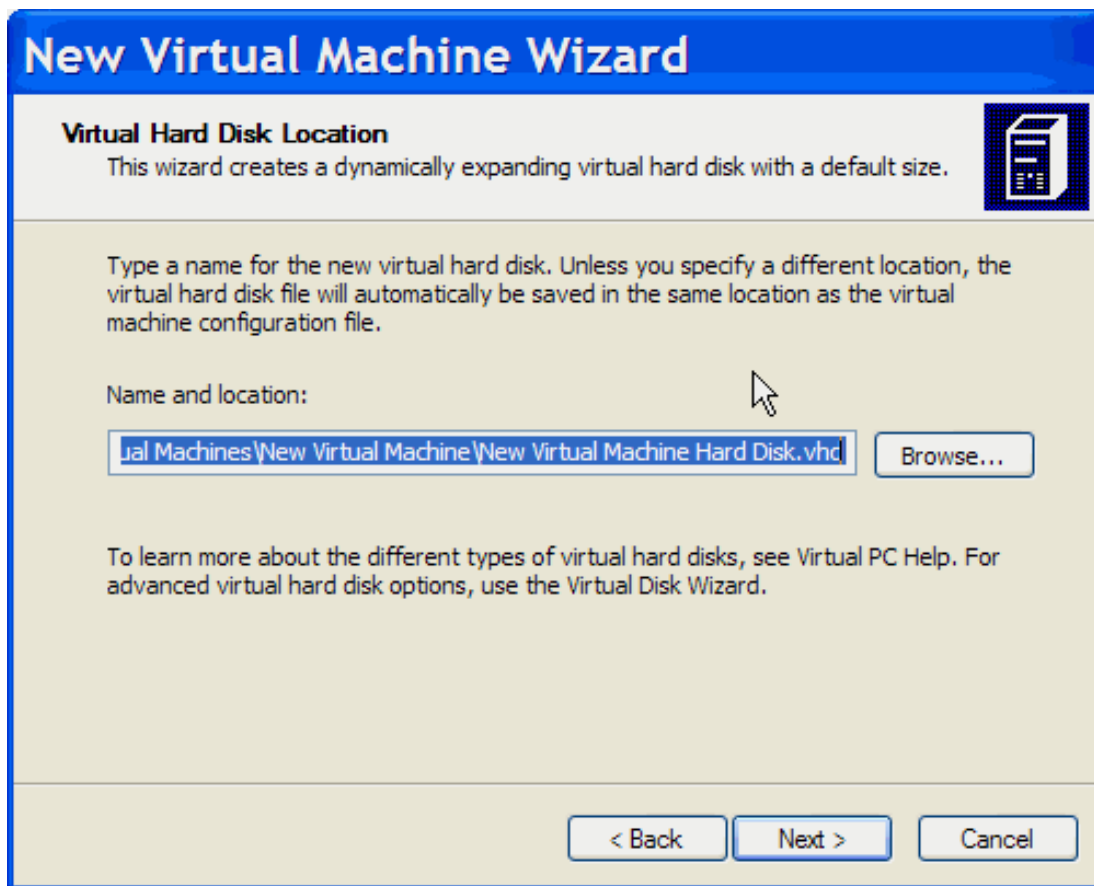 New Virtual Machine Wizard
Virtual Hard Disk Location
This wizard creates a dynamically expanding virtual hard disk with a default size.
Type a name for the new virtual hard disk. Unless you specify a different location, the
virtual hard disk file will automatically be saved in the same location as the virtual
machine configuration file.
Name and location:
ual Machines\New Virtual Machine\New Virtual Machine Hard Disk.vhd
Browse...
To learn more about the different types of virtual hard disks, see Virtual PC Help. For
advanced virtual hard disk options, use the Virtual Disk Wizard.
< Back Next > Cancel